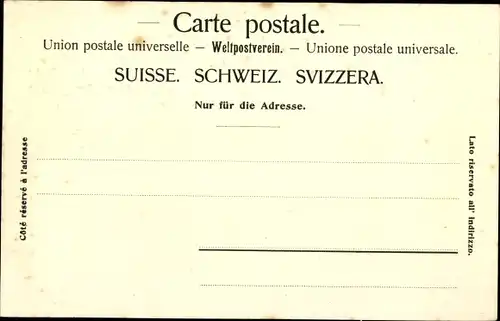 — Carte postale. —
Union postale universelle — Weltpostverein. — Unione postale universale.
SUISSE. SCHWEIZ. SVIZZERA.
Nur für die Adresse.
Côté réservé à l'adresse
Lato riservato all' indirizzo.